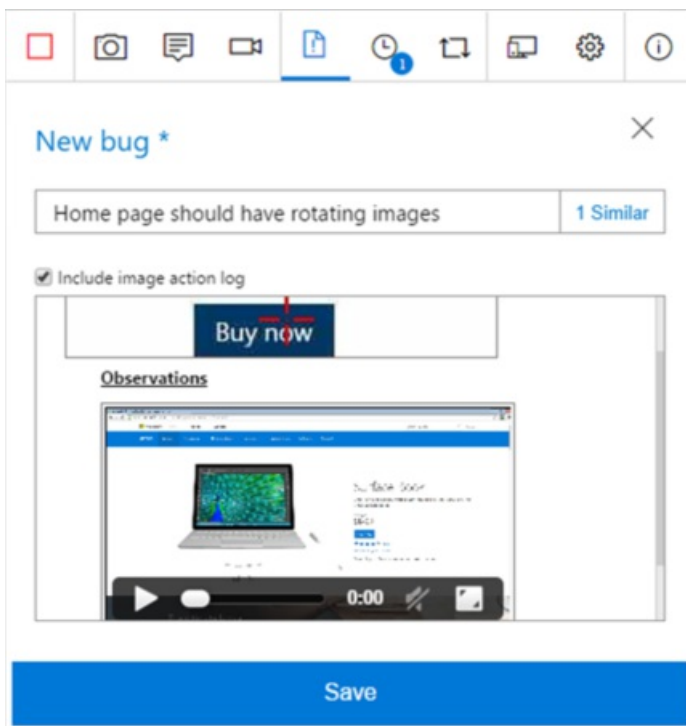 1
New bug *
Home page should have rotating images
1 Similar
Include image action log
Buy now
Observations
0:00
Save